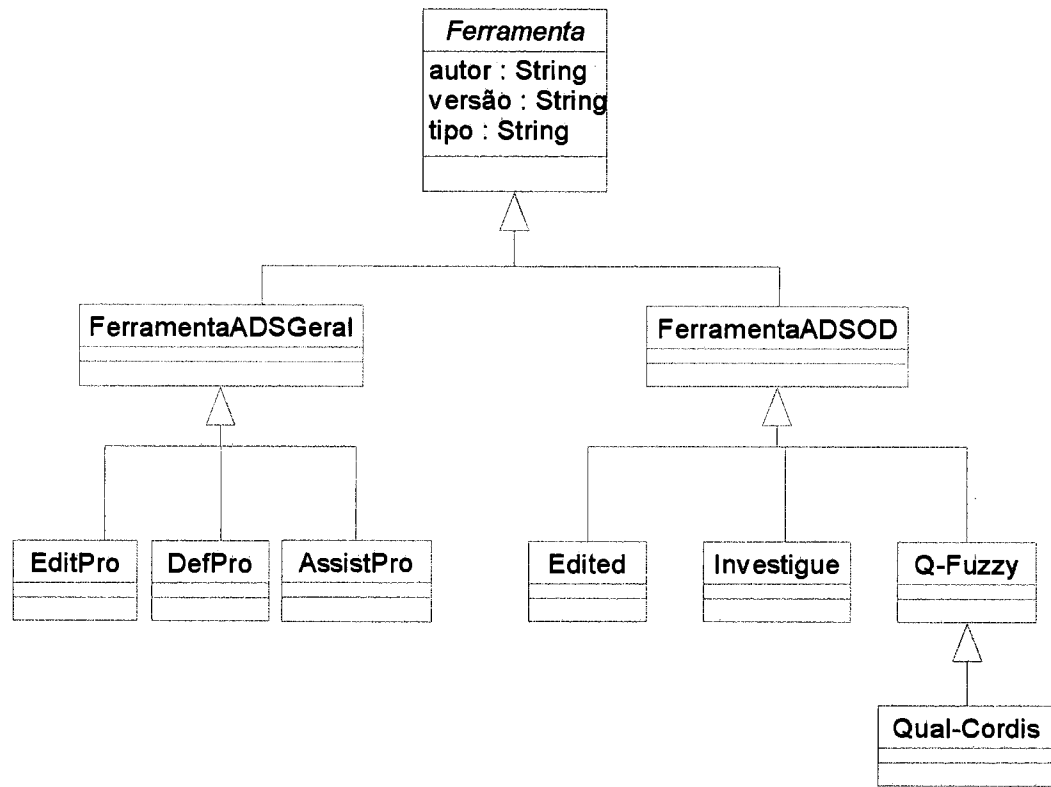 Ferramenta
autor : String
versão : String
tipo : String
FerramentaADSGeral
FerramentaADSOD
EditPro
DefPro
AssistPro
Edited
Investigue
Q-Fuzzy
Qual-Cordis